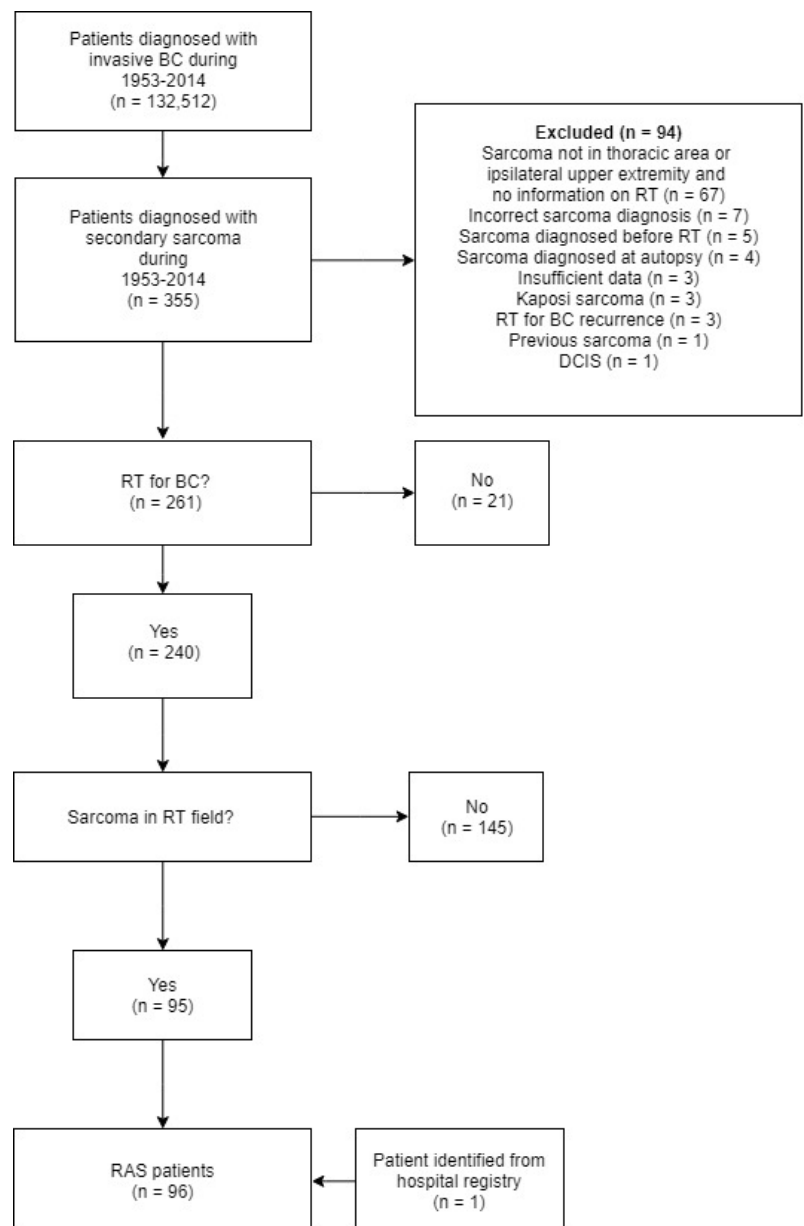 Patients diagnosed with
invasive BC during
1953-2014
(n = 132,512)
Excluded (n = 94)
Sarcoma not in thoracic area or
ipsilateral upper extremity and
no information on RT (n = 67)
Incorrect sarcoma diagnosis (n = 7)
Sarcoma diagnosed before RT (n = 5)
Sarcoma diagnosed at autopsy (n = 4)
Insufficient data (n = 3)
Kaposi sarcoma (n = 3)
RT for BC recurrence (n = 3)
Previous sarcoma (n = 1)
DCIS (n = 1)
Patients diagnosed with
secondary sarcoma
during
1953-2014
(n = 355)
RT for BC?
(n = 261)
No
(n = 21)
Yes
(n = 240)
Sarcoma in RT field?
No
(n = 145)
Yes
(n = 95)
RAS patients
(n = 96)
Patient identified from
hospital registry
(n = 1)